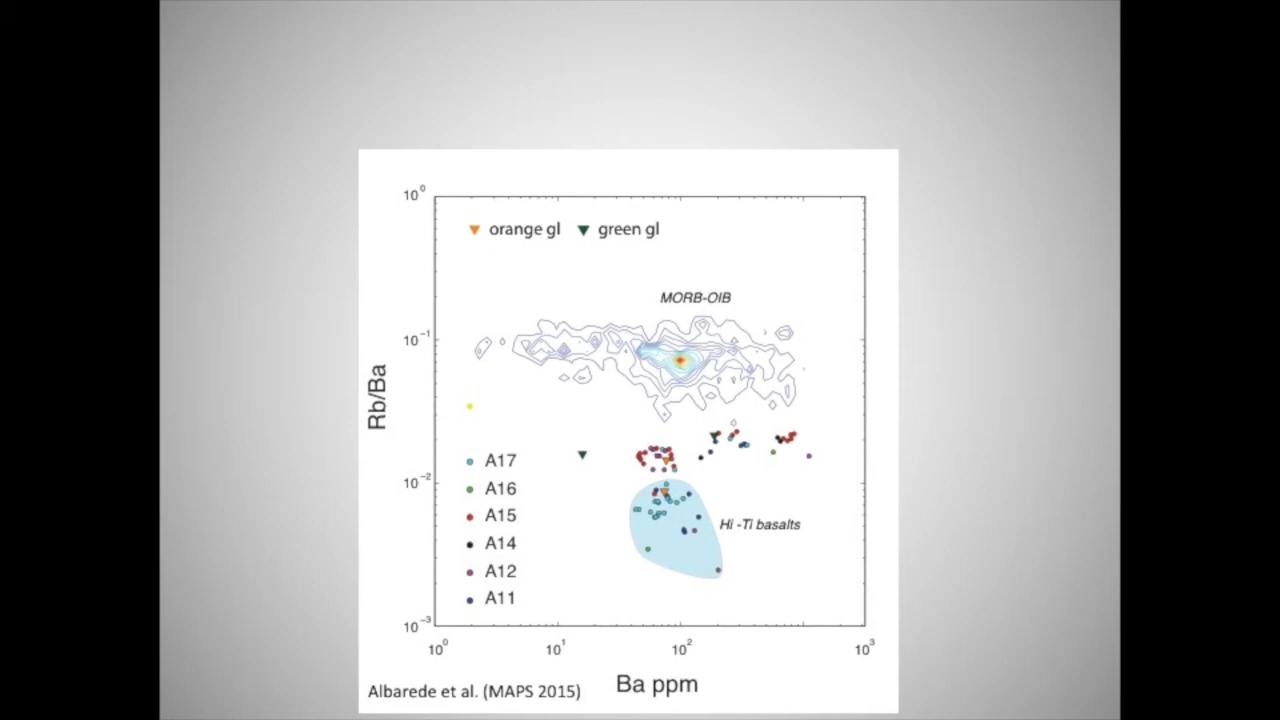 10⁰
orange gl green gl
MORB-OIB
10⁻¹
Rb/Ba
A17
10⁻²
A16
A15
Hi -Ti basalts
A14
A12
A11
10⁻³
10⁰ 10¹ 10² 10³
Ba ppm
Albarede et al. (MAPS 2015)